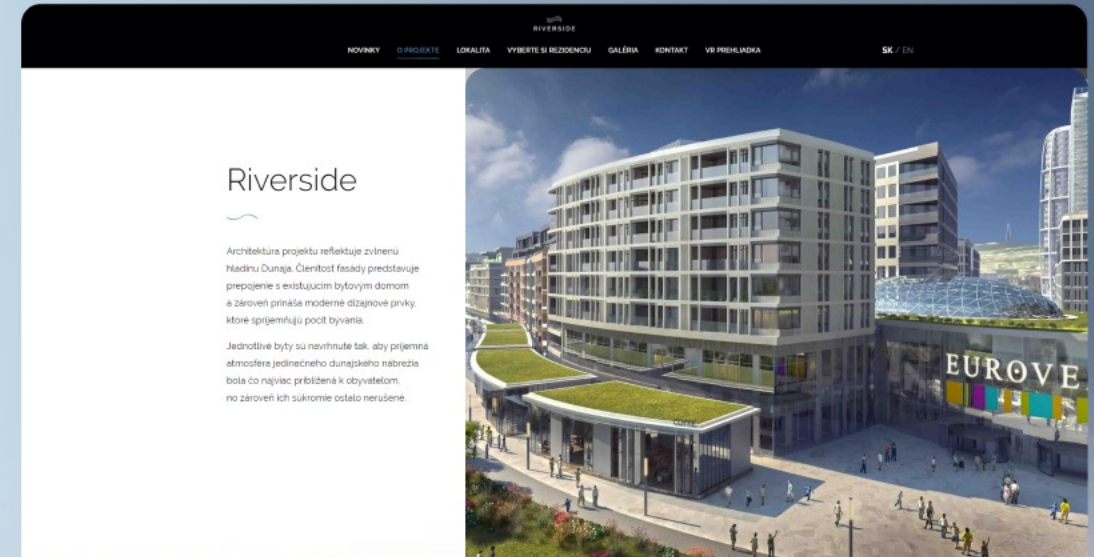 RIVERSIDE
NOVINKY O PROJEKTE LOKALITA VYBERTE SI REZIDENCIU GALÉRIA KONTAKT VR PREHLIADKA SK / EN
Riverside
Architektúra projektu reflektuje zvlnenú
hladinu Dunaja. Členitosť fasády predstavuje
prepojenie s existujúcim bytovým domom
a zároveň prináša moderné dizajnové prvky,
ktoré spríjemňujú pocit bývania.
Jednotlivé byty sú navrhnuté tak, aby príjemná
atmosféra jedinečného dunajského nábrežia
bola čo najviac priblížená k obyvateľom,
no zároveň ich súkromie ostalo nerušené.
EUROVE